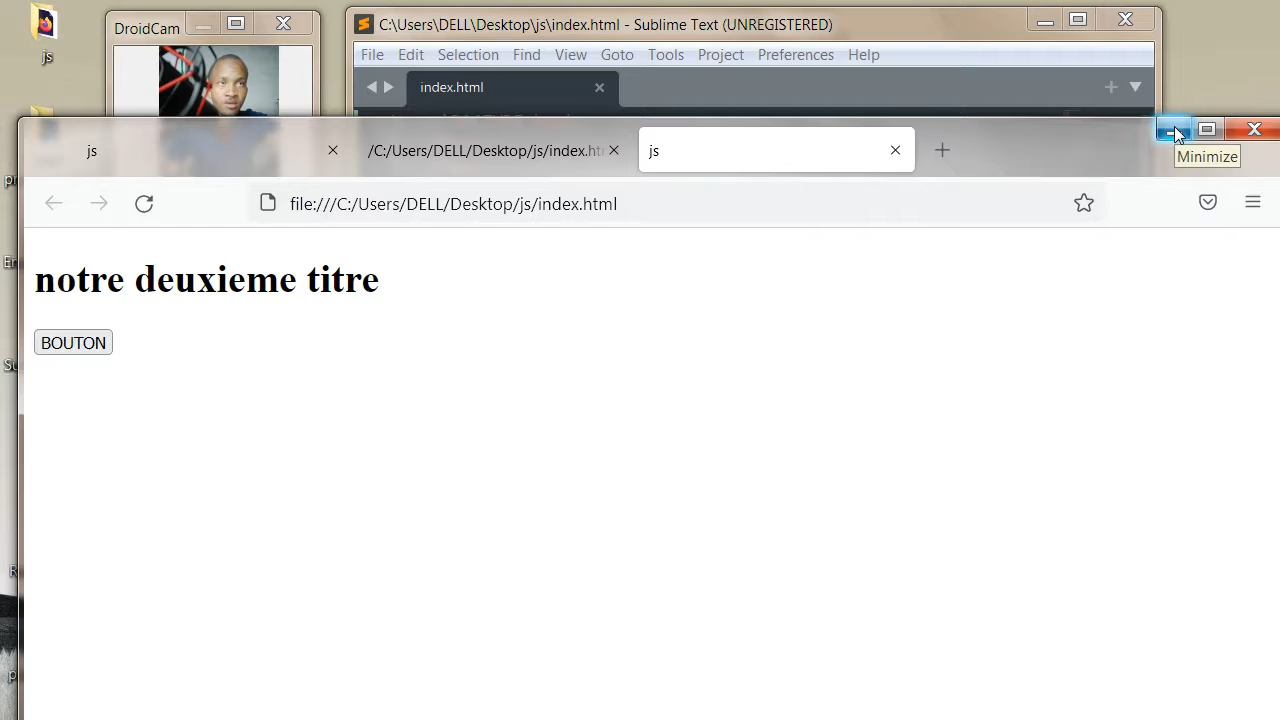 js
DroidCam
C:\Users\DELL\Desktop\js\index.html - Sublime Text (UNREGISTERED)
File Edit Selection Find View Goto Tools Project Preferences Help
index.html
js
/C:/Users/DELL/Desktop/js/index.htm
js
Minimize
file:///C:/Users/DELL/Desktop/js/index.html
notre deuxieme titre
BOUTON